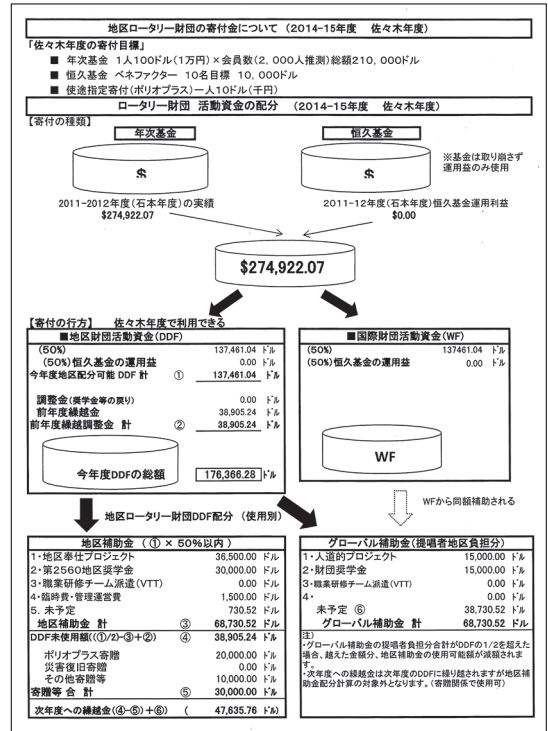 地区ロータリー財団の寄付金について (2014-15年度 佐々木年度)
「佐々木年度の寄付目標」
■ 年次基金 1人100ドル(1万円)×会員数(2,000人推測)総額210,000ドル
■ 恒久基金 ベネファクター 10名目標 10,000ドル
■ 使途指定寄付(ポリオプラス)一人10ドル(千円)
ロータリー財団 活動資金の配分 (2014-15年度 佐々木年度)
【寄付の種類】
年次基金 恒久基金
$ $
※基金は取り崩さず
運用益のみ使用
2011-2012年度(石本年度)の実績 2011-12年度(石本年度)恒久基金運用利益
$274,922.07 $0.00
$274,922.07
【寄付の行方】 佐々木年度で利用できる
■地区財団活動資金(DDF)
(50%) 137,461.04 ドル
(50%)恒久基金の運用益 0.00 ドル
今年度地区配分可能 DDF 計 ① 137,461.04 ドル
調整金(奨学金等の戻り) 0.00 ドル
前年度繰越金 38,905.24 ドル
前年度繰越調整金 計 ② 38,905.24 ドル
今年度DDFの総額 176,366.28 ドル
■国際財団活動資金(WF)
(50%) 137461.04 ドル
(50%)恒久基金の運用益 0.00 ドル
WF
地区ロータリー財団DDF配分 (使用別)
WFから同額補助される
地区補助金 ( ① × 50%以内 )
1・地区奉仕プロジェクト 36,500.00 ドル
2・第2560地区奨学金 30,000.00 ドル
3・職業研修チーム派遣(VTT) 0.00 ドル
4・臨時費・管理運営費 1,500.00 ドル
5. 未予定 730.52 ドル
地区補助金 計 ③ 68,730.52 ドル
DDF未使用額((①/2)-③+②) ④ 38,905.24 ドル
ポリオプラス寄贈 20,000.00 ドル
災害復旧寄贈 0.00 ドル
その他寄贈等 10,000.00 ドル
寄贈等 合 計 ⑤ 30,000.00 ドル
次年度への繰越金(④-⑤)+⑥) ( 47,635.76 ドル)
グローバル補助金(提唱者地区負担分)
1・人道的プロジェクト 15,000.00 ドル
2・財団奨学金 15,000.00 ドル
3・職業研修チーム派遣(VTT) 0.00 ドル
4・ 0.00 ドル
未予定 ⑥ 38,730.52 ドル
グローバル補助金 計 68,730.52 ドル
注)
・グローバル補助金の提唱者負担分合計がDDFの1/2を超えた
場合、越えた金額分、地区補助金の使用可能額が減額されま
す。
・次年度への繰越金は次年度のDDFに繰り越されますが地区補
助金配分計算の対象外となります。(寄贈関係で使用可)